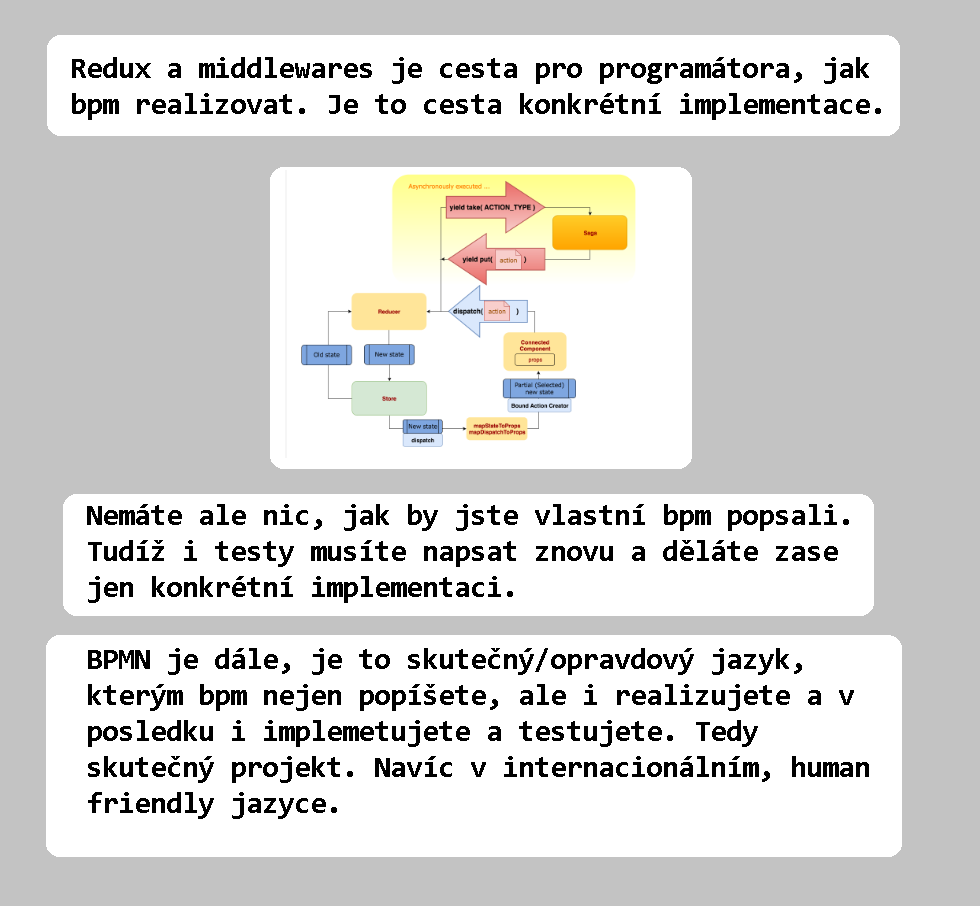 Redux a middlewares je cesta pro programátora, jak
bpm realizovat. Je to cesta konkrétní implementace.
Asynchronously executed ...
yield take( ACTION_TYPE )
Saga
yield put( action )
dispatch( action )
Reducer
Connected
Component
props
Old state
New state
Partial (Selected)
new state
Bound Action Creator
Store
New state
dispatch
mapStateToProps
mapDispatchToProps
Nemáte ale nic, jak by jste vlastní bpm popsali.
Tudíž i testy musíte napsat znovu a děláte zase
jen konkrétní implementaci.
BPMN je dále, je to skutečný/opravdový jazyk,
kterým bpm nejen popíšete, ale i realizujete a v
posledku i implemetujete a testujete. Tedy
skutečný projekt. Navíc v internacionálním, human
friendly jazyce.